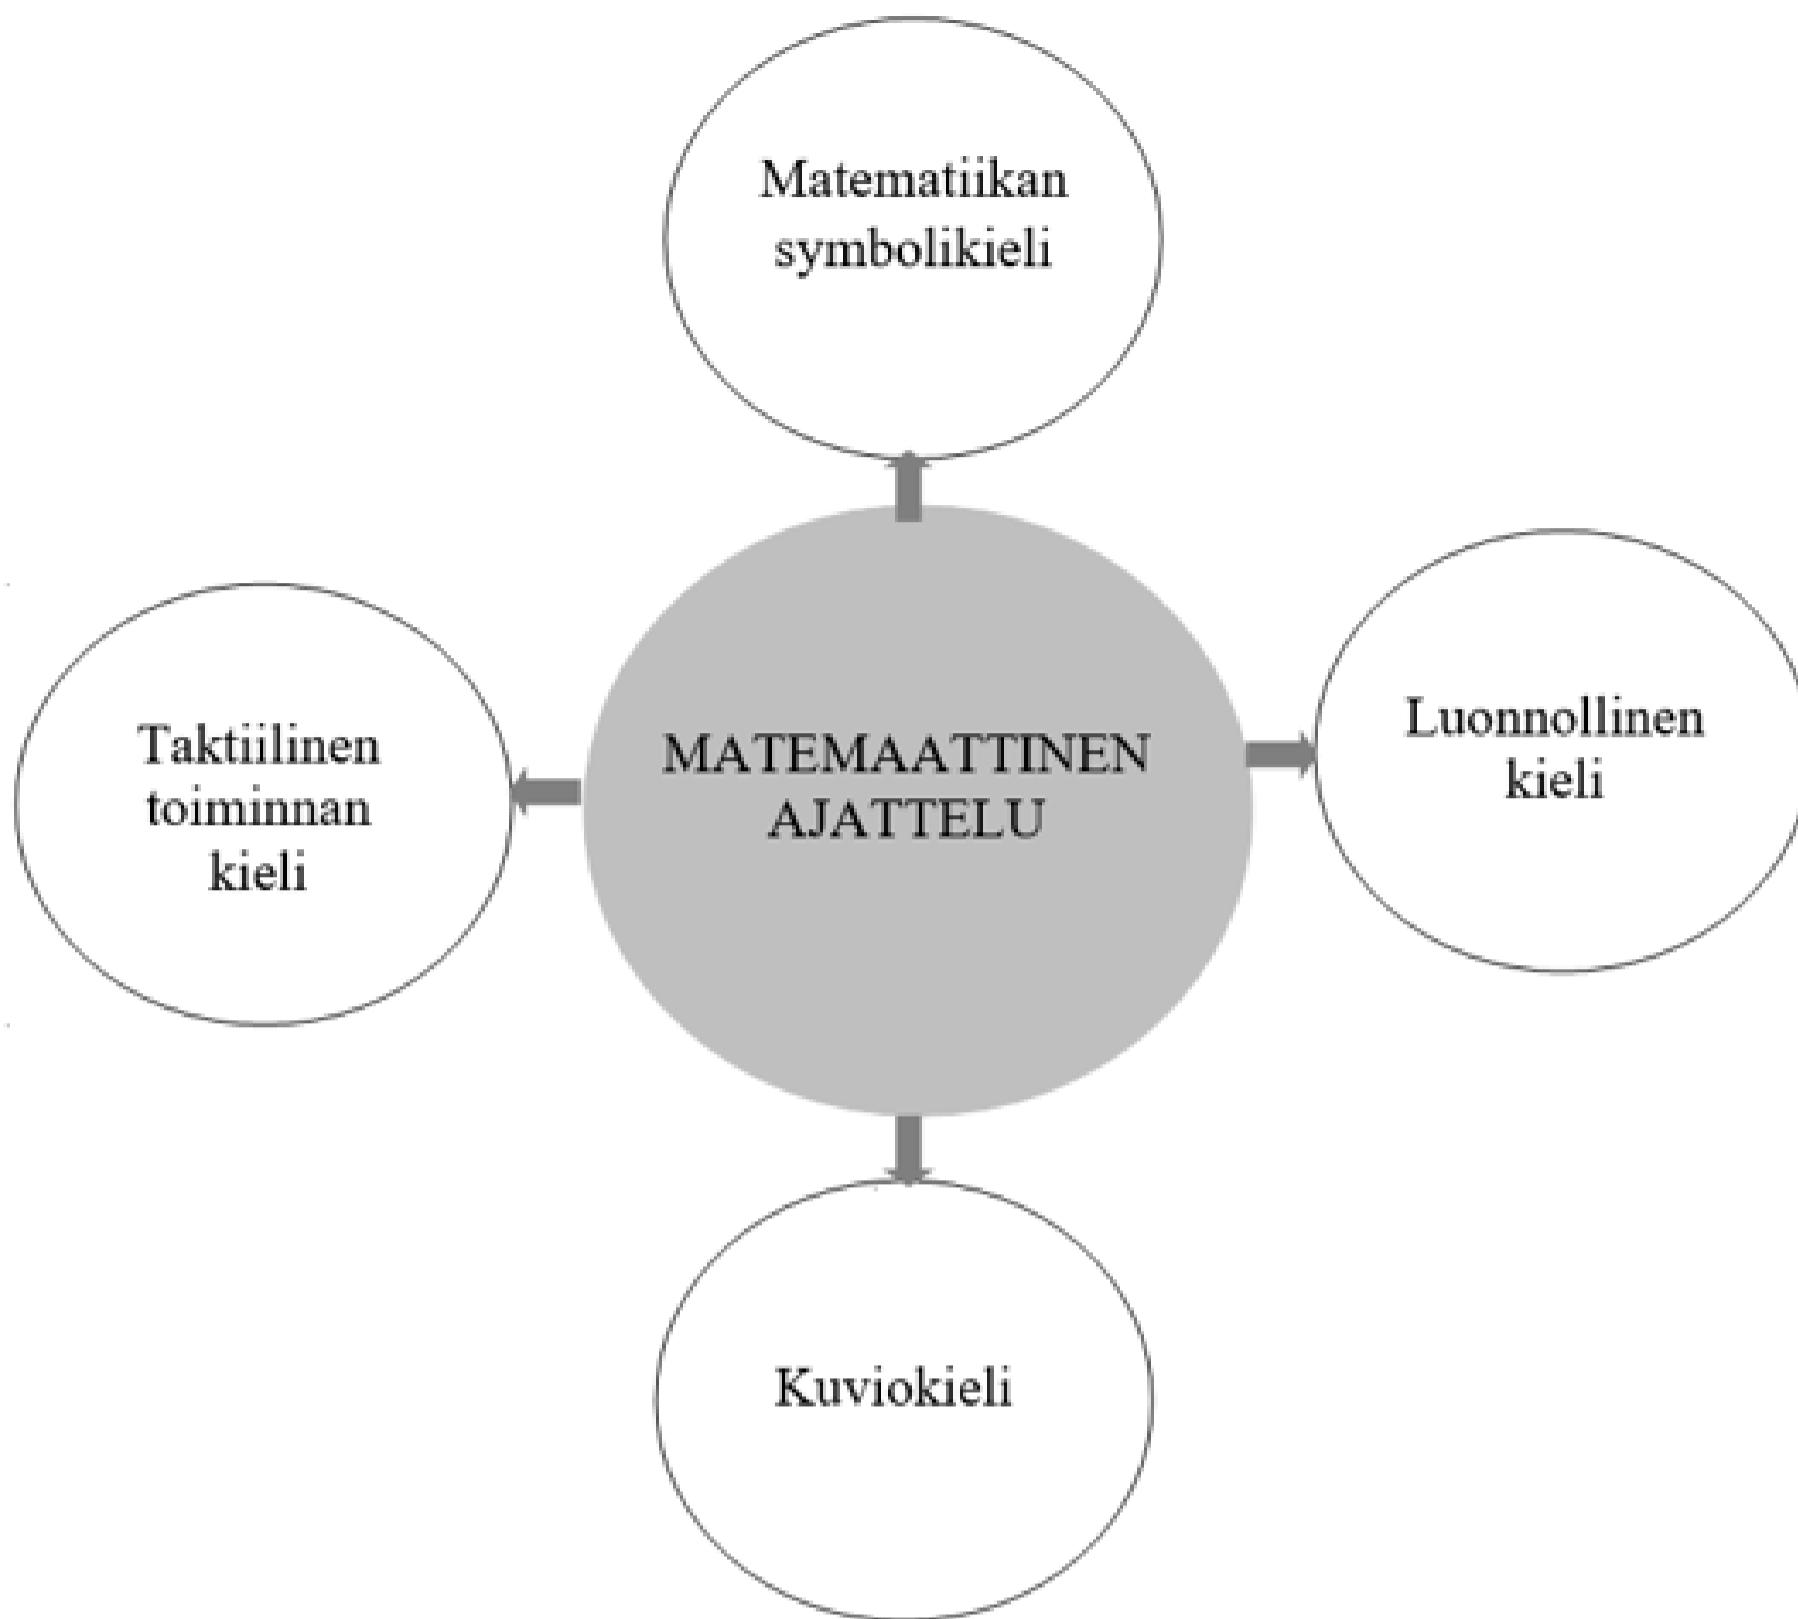 Matematiikan
symbolikieli
Taktiilinen
toiminnan
kieli
MATEMAATTINEN
AJATTELU
Luonnollinen
kieli
Kuviokieli